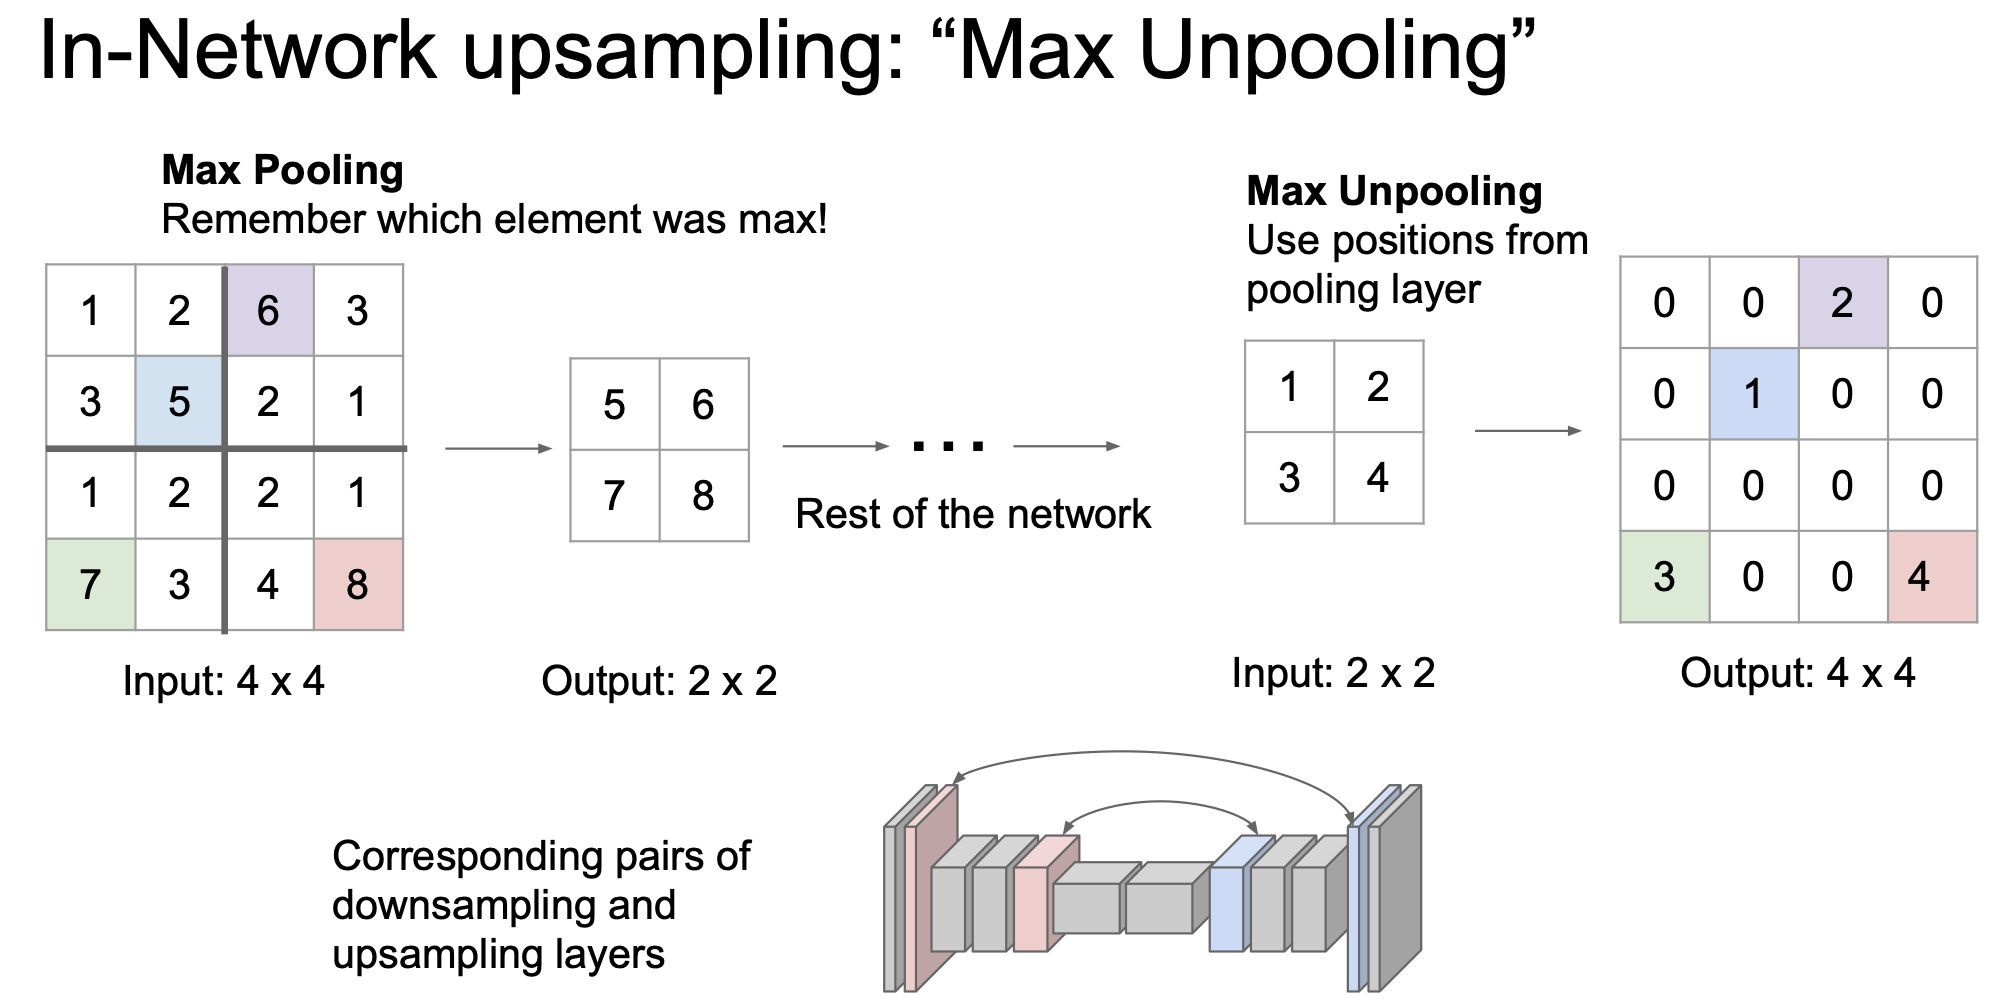 In-Network upsampling: “Max Unpooling”
Max Pooling
Remember which element was max!
1 2 6 3
3 5 2 1
1 2 2 1
7 3 4 8
Input: 4 x 4
5 6
7 8
Output: 2 x 2
...
Rest of the network
Max Unpooling
Use positions from
pooling layer
1 2
3 4
Input: 2 x 2
0 0 2 0
0 1 0 0
0 0 0 0
3 0 0 4
Output: 4 x 4
Corresponding pairs of
downsampling and
upsampling layers